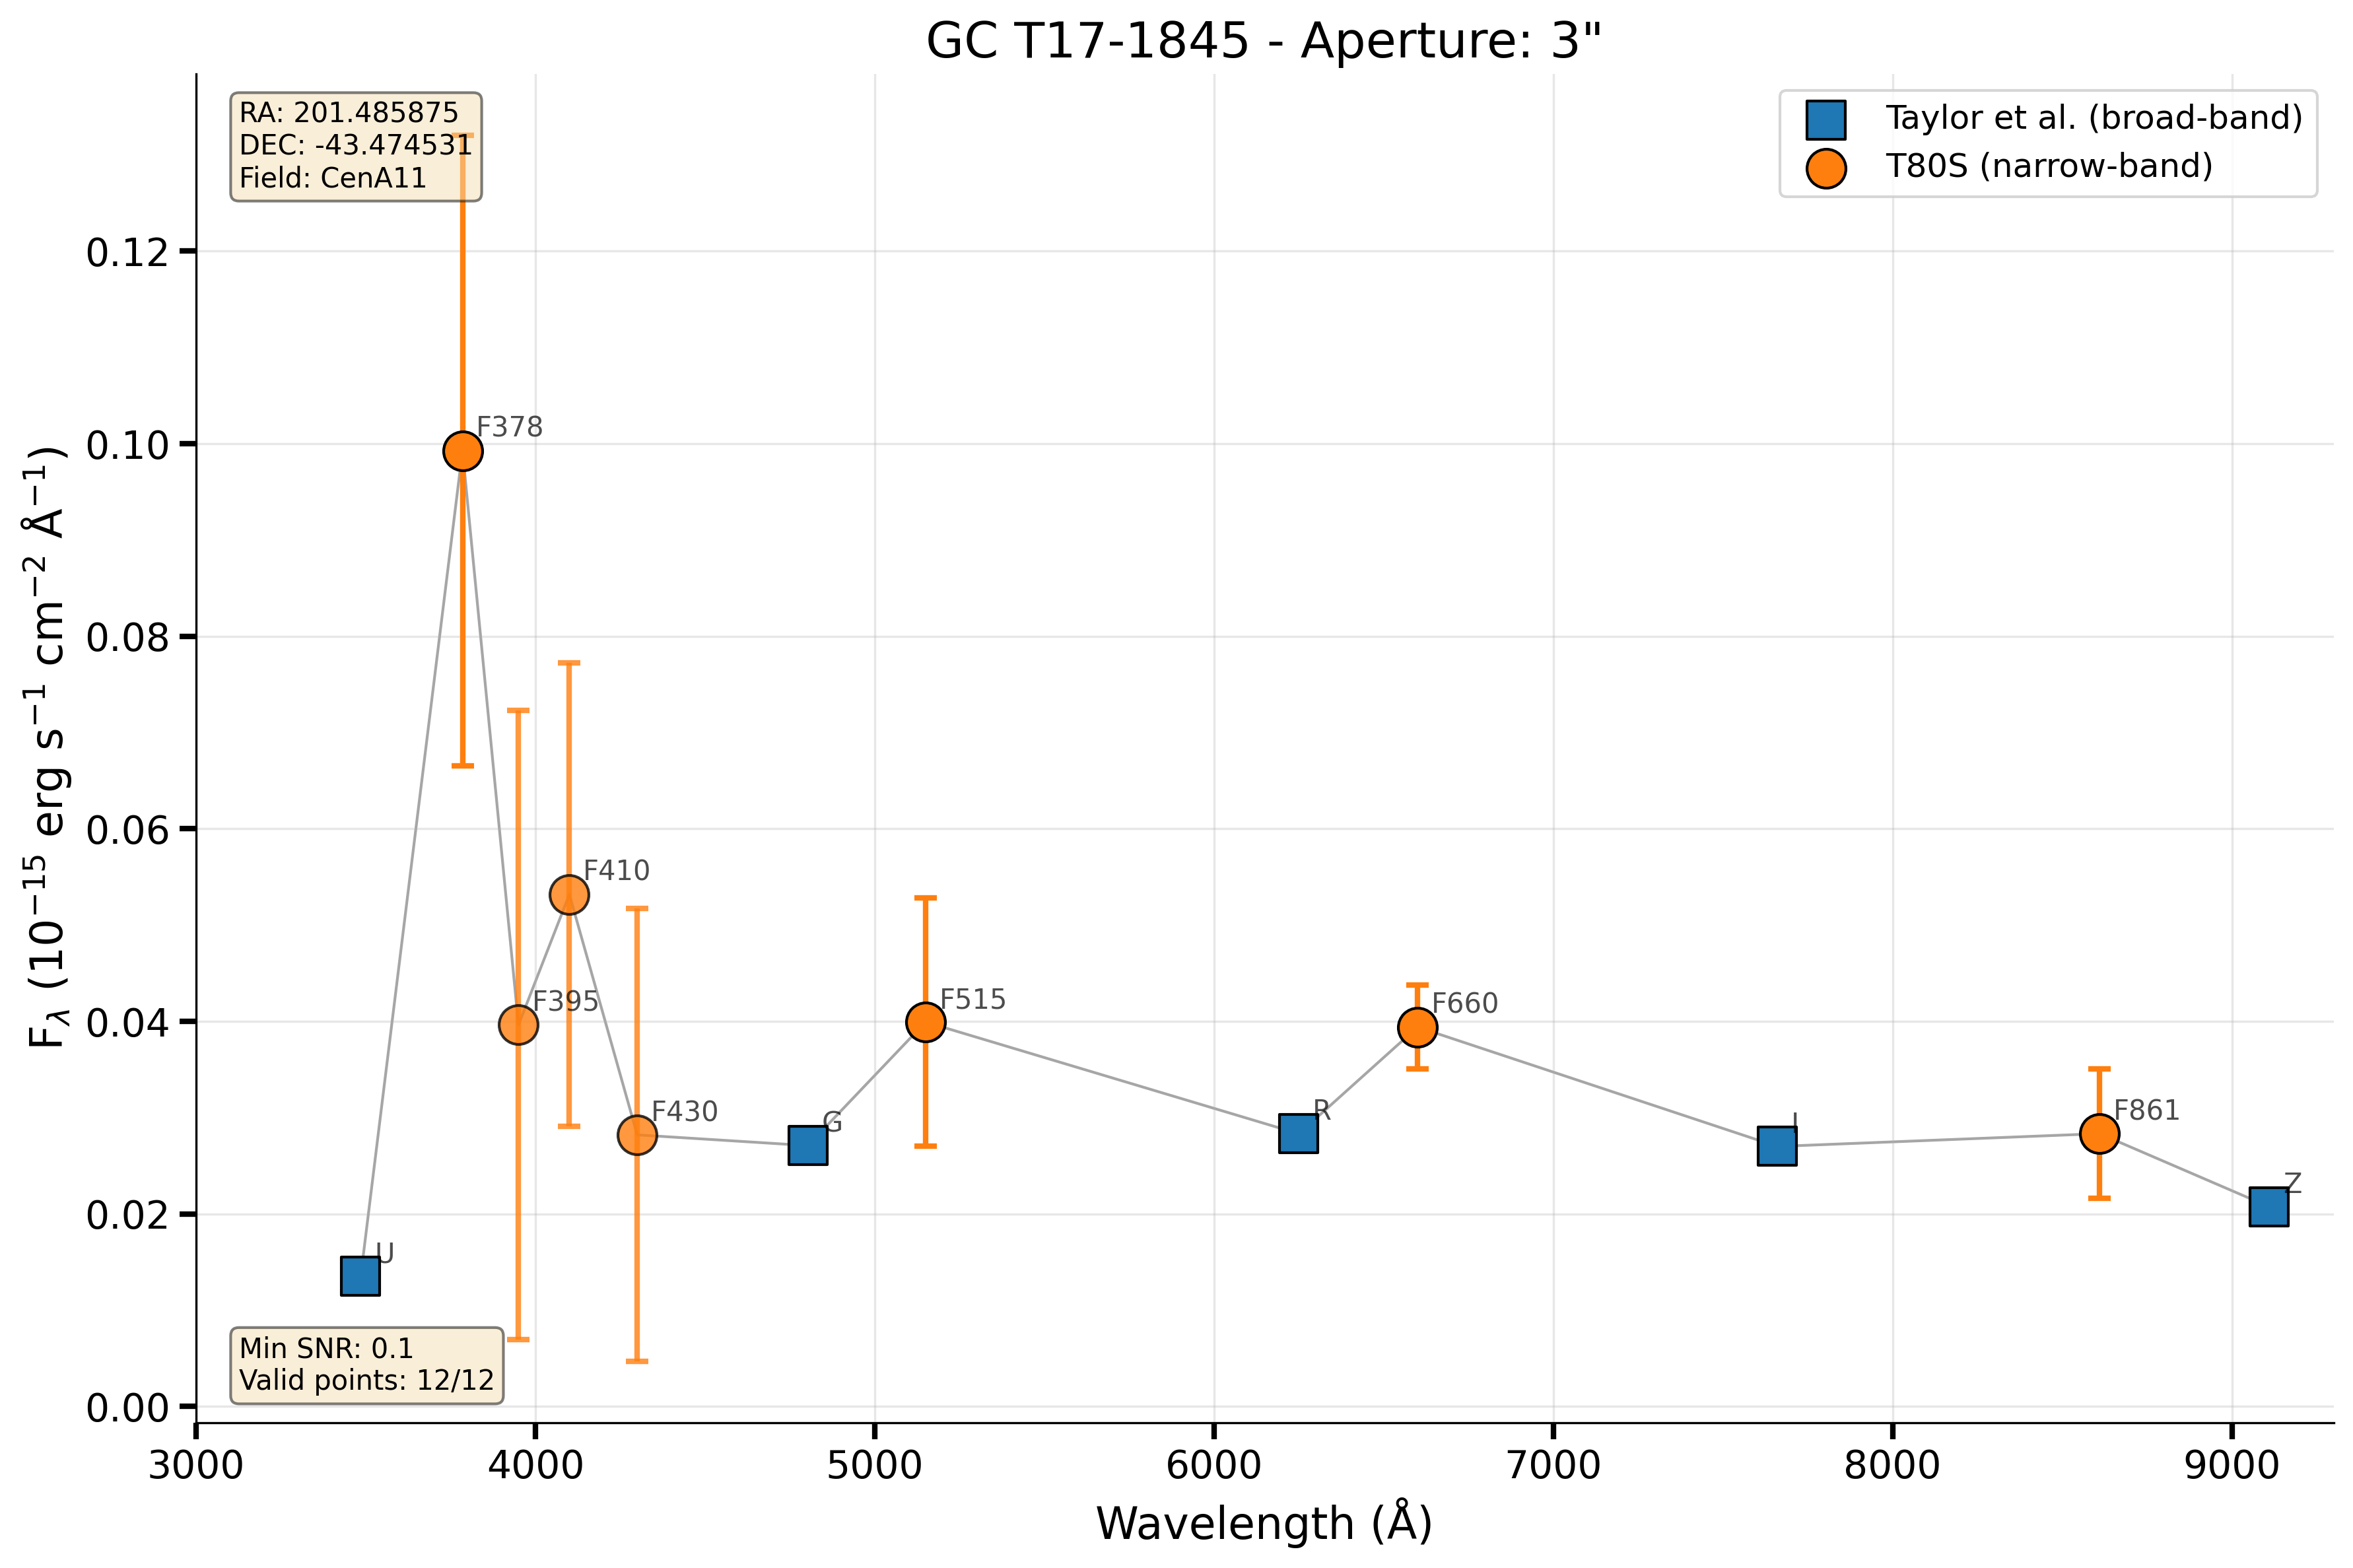 GC T17-1845 - Aperture: 3"
RA: 201.485875
DEC: -43.474531
Field: CenA11
Taylor et al. (broad-band)
T80S (narrow-band)
F378
F410
F395
F430
F515
F660
F861
U
G
R
I
Z
Min SNR: 0.1
Valid points: 12/12
0.12
0.10
0.08
0.06
0.04
0.02
0.00
3000 4000 5000 6000 7000 8000 9000
Wavelength (Å)
F_λ (10⁻¹⁵ erg s⁻¹ cm⁻² Å⁻¹)